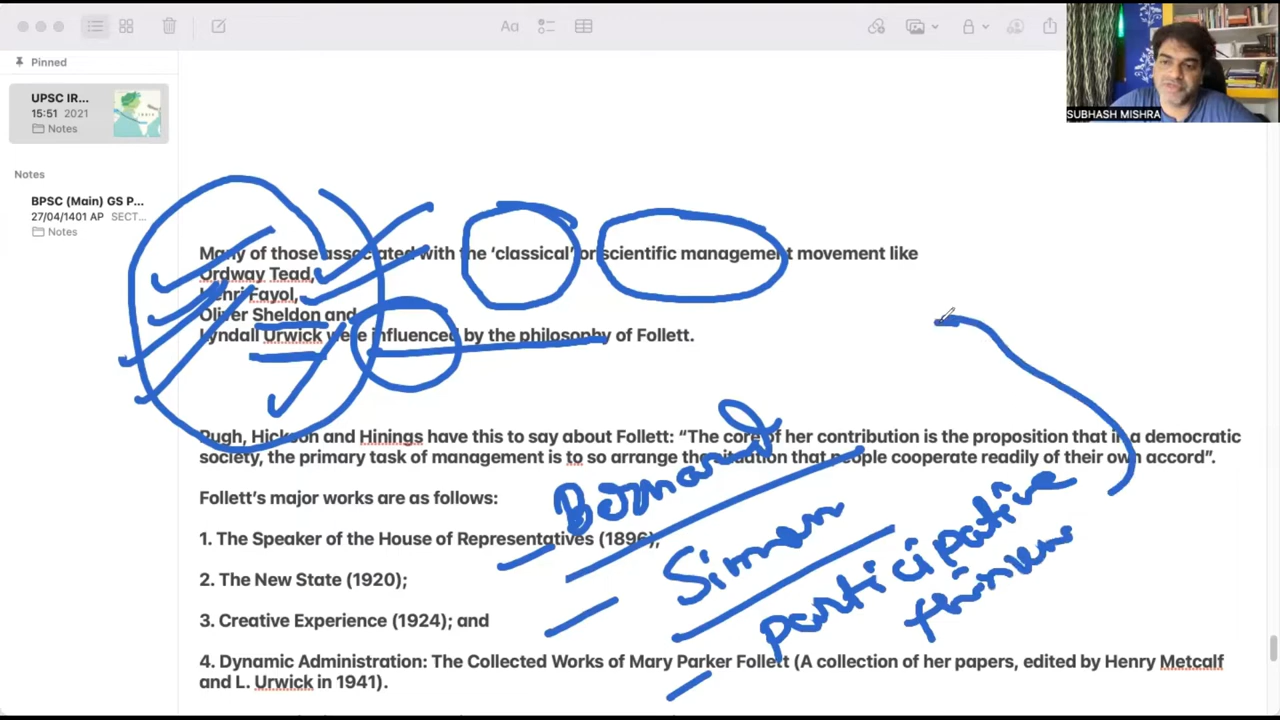 Aa
SUBHASH MISHRA
Pinned
UPSC IR...
15:51 2021
Notes
Notes
BPSC (Main) GS P...
27/04/1401 AP SECT...
Notes
Many of those associated with the ‘classical’ or scientific management movement like
Ordway Tead,
Henri Fayol,
Oliver Sheldon and
Lyndall Urwick were influenced by the philosophy of Follett.
Pugh, Hickson and Hinings have this to say about Follett: “The core of her contribution is the proposition that in a democratic
society, the primary task of management is to so arrange the situation that people cooperate readily of their own accord”.
Follett’s major works are as follows:
1. The Speaker of the House of Representatives (1896);
2. The New State (1920);
3. Creative Experience (1924); and
4. Dynamic Administration: The Collected Works of Mary Parker Follett (A collection of her papers, edited by Henry Metcalf
and L. Urwick in 1941).
Bernard
Simon
participative
thinkers